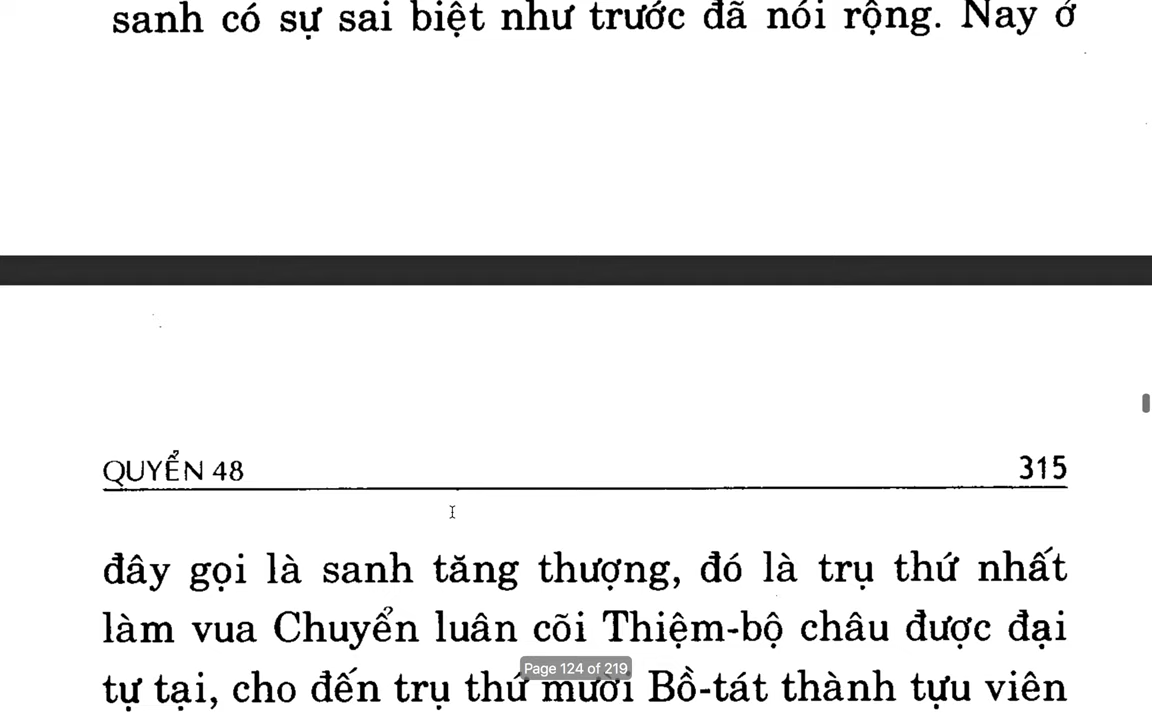 sanh có sự sai biệt như trước đã nói rộng. Nay ở
QUYỂN 48 315
đây gọi là sanh tăng thượng, đó là trụ thứ nhất
làm vua Chuyển luân cõi Thiệm-bộ châu được đại
Page 124 of 219
tự tại, cho đến trụ thứ mười Bồ-tát thành tựu viên